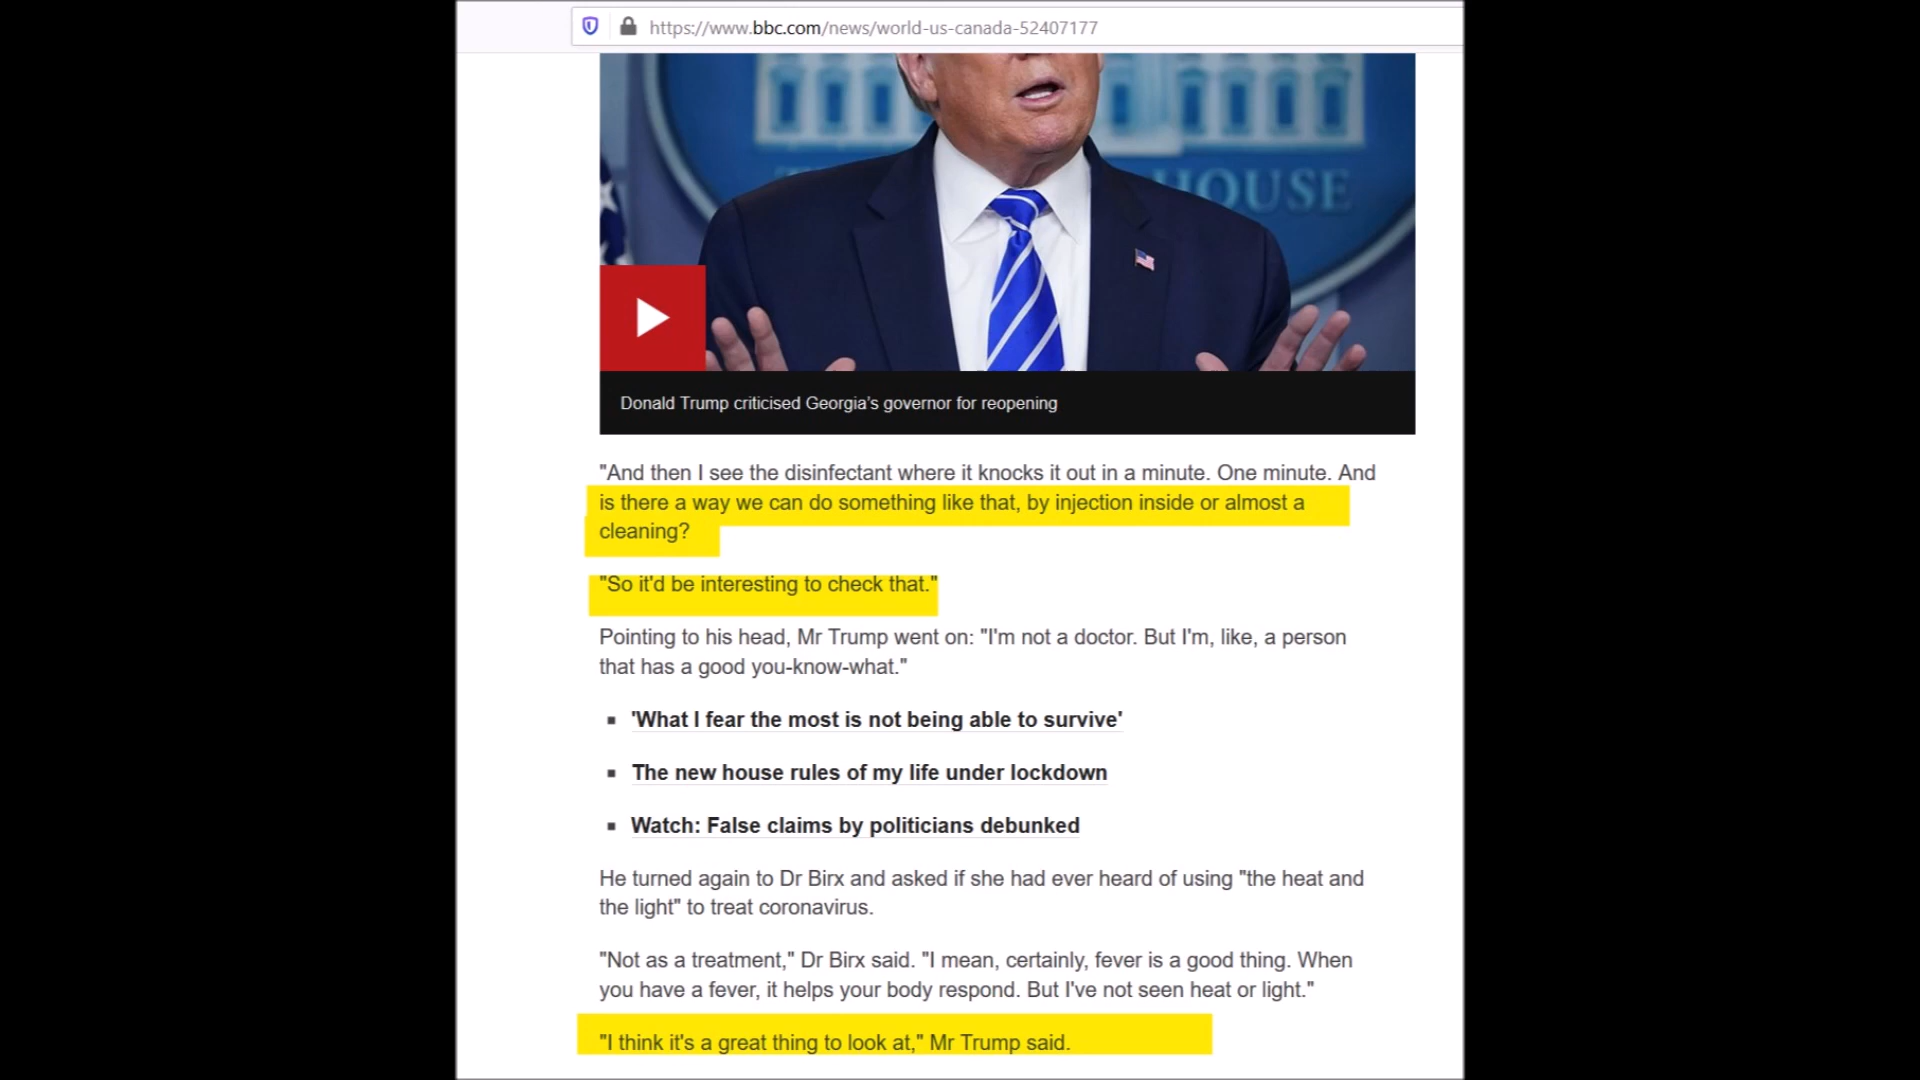 https://www.bbc.com/news/world-us-canada-52407177
HOUSE
Donald Trump criticised Georgia's governor for reopening
"And then I see the disinfectant where it knocks it out in a minute. One minute. And
is there a way we can do something like that, by injection inside or almost a
cleaning?
"So it'd be interesting to check that."
Pointing to his head, Mr Trump went on: "I'm not a doctor. But I'm, like, a person
that has a good you-know-what."
'What I fear the most is not being able to survive'
The new house rules of my life under lockdown
Watch: False claims by politicians debunked
He turned again to Dr Birx and asked if she had ever heard of using "the heat and
the light" to treat coronavirus.
"Not as a treatment," Dr Birx said. "I mean, certainly, fever is a good thing. When
you have a fever, it helps your body respond. But I've not seen heat or light."
"I think it's a great thing to look at," Mr Trump said.